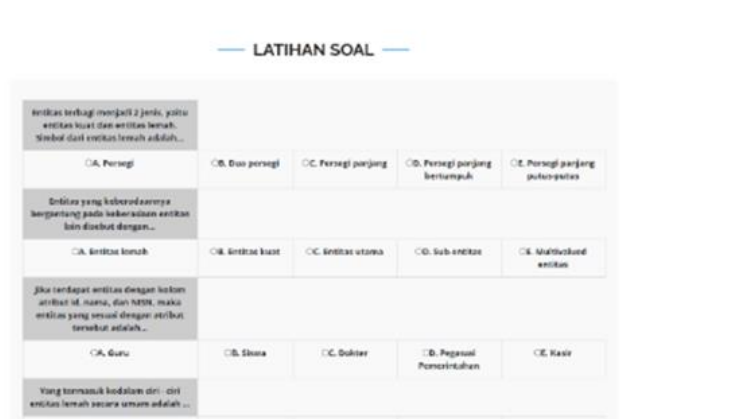 LATIHAN SOAL
Entitas terbagi menjadi 2 jenis, yaitu
entitas kuat dan entitas lemah.
Simbol dari entitas lemah adalah...
A. Persegi
B. Dua persegi
C. Persegi panjang
D. Persegi panjang
bertumpuk
E. Persegi panjang
putus-putus
Entitas yang keberadaannya
bergantung pada keberadaan entitas
lain disebut dengan...
A. Entitas lemah
B. Entitas kuat
C. Entitas utama
D. Sub entitas
E. Multivalued
entitas
Jika terdapat entitas dengan kolom
atribut id, nama, dan NISN, maka
entitas yang sesuai dengan atribut
tersebut adalah...
A. Guru
B. Siswa
C. Dokter
D. Pegawai
Pemerintahan
E. Kasir
Yang termasuk kedalam ciri - ciri
entitas lemah secara umum adalah ...